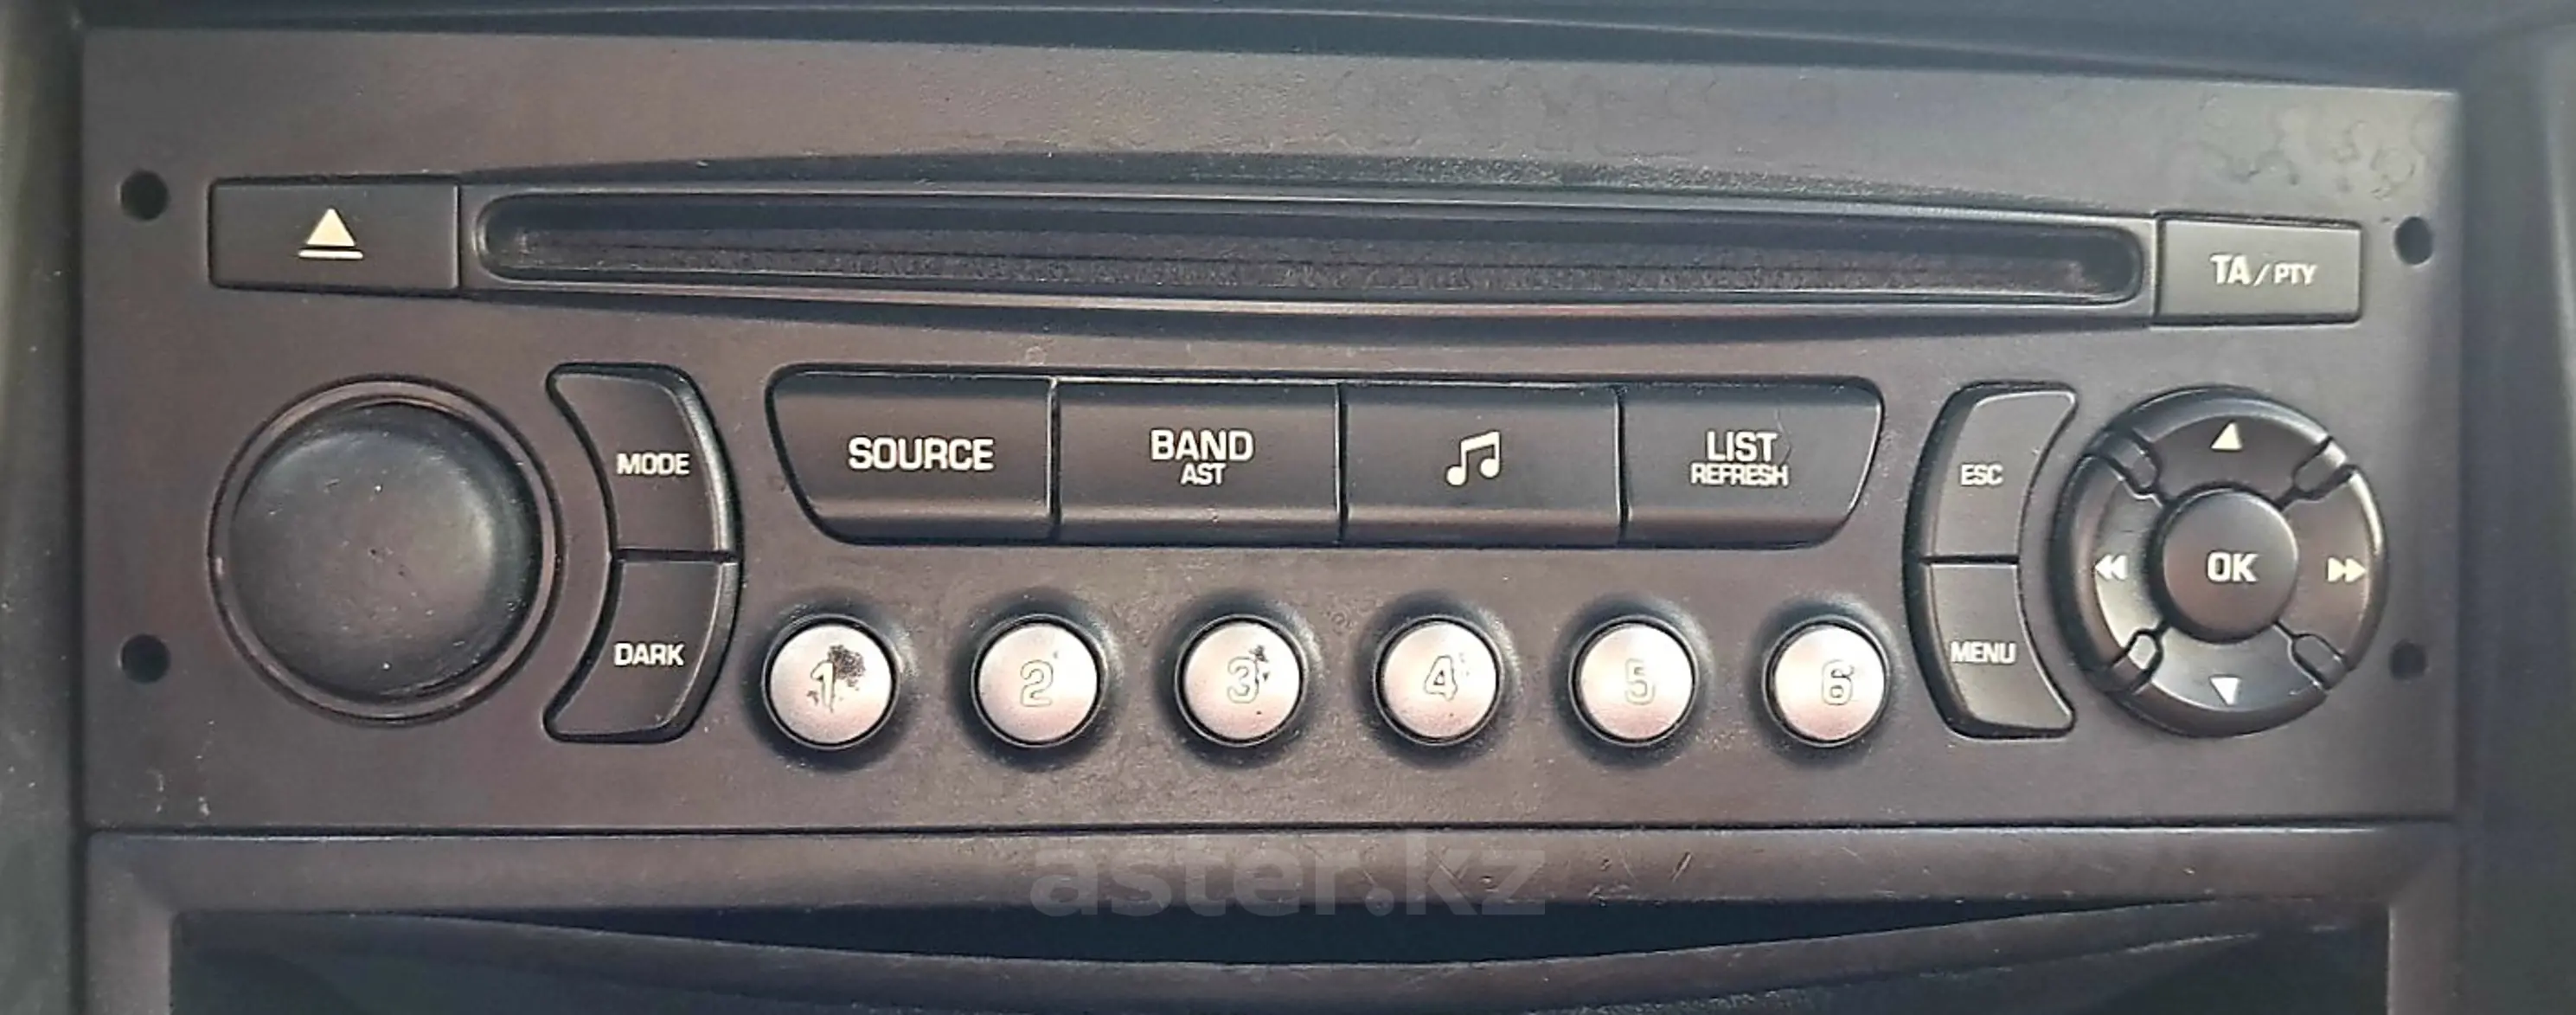 TA/PTY
MODE
SOURCE
BAND
AST
LIST
REFRESH
ESC
OK
DARK
1 2 3 4 5 6
MENU
aster.kz